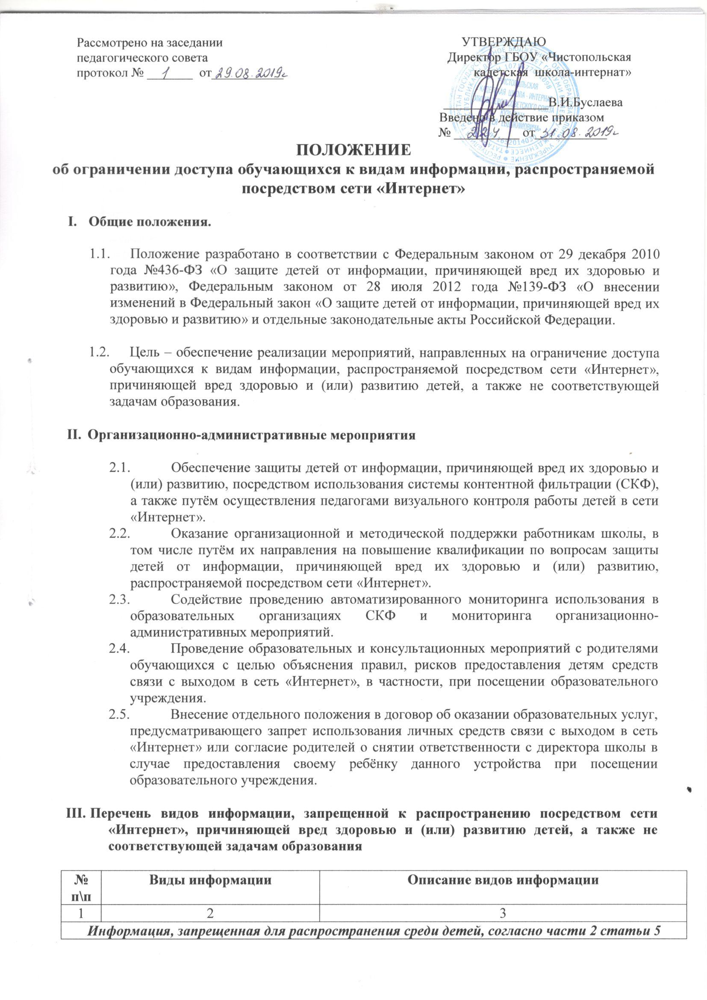 Рассмотрено на заседании
педагогического совета
протокол № 1 от 29.08.2019г
УТВЕРЖДАЮ
Директор ГБОУ «Чистопольская
кадетская школа-интернат»
В.И.Буслаева
Введено в действие приказом
№ 224 от 31 08. 2019г
ПОЛОЖЕНИЕ
об ограничении доступа обучающихся к видам информации, распространяемой
посредством сети «Интернет»
I. Общие положения.
1.1. Положение разработано в соответствии с Федеральным законом от 29 декабря 2010
года №436-ФЗ «О защите детей от информации, причиняющей вред их здоровью и
развитию», Федеральным законом от 28 июля 2012 года №139-ФЗ «О внесении
изменений в Федеральный закон «О защите детей от информации, причиняющей вред их
здоровью и развитию» и отдельные законодательные акты Российской Федерации.
1.2. Цель – обеспечение реализации мероприятий, направленных на ограничение доступа
обучающихся к видам информации, распространяемой посредством сети «Интернет»,
причиняющей вред здоровью и (или) развитию детей, а также не соответствующей
задачам образования.
II. Организационно-административные мероприятия
2.1. Обеспечение защиты детей от информации, причиняющей вред их здоровью и
(или) развитию, посредством использования системы контентной фильтрации (СКФ),
а также путём осуществления педагогами визуального контроля работы детей в сети
«Интернет».
2.2. Оказание организационной и методической поддержки работникам школы, в
том числе путём их направления на повышение квалификации по вопросам защиты
детей от информации, причиняющей вред их здоровью и (или) развитию,
распространяемой посредством сети «Интернет».
2.3. Содействие проведению автоматизированного мониторинга использования в
образовательных организациях СКФ и мониторинга организационно-
административных мероприятий.
2.4. Проведение образовательных и консультационных мероприятий с родителями
обучающихся с целью объяснения правил, рисков предоставления детям средств
связи с выходом в сеть «Интернет», в частности, при посещении образовательного
учреждения.
2.5. Внесение отдельного положения в договор об оказании образовательных услуг,
предусматривающего запрет использования личных средств связи с выходом в сеть
«Интернет» или согласие родителей о снятии ответственности с директора школы в
случае предоставления своему ребёнку данного устройства при посещении
образовательного учреждения.
III. Перечень видов информации, запрещенной к распространению посредством сети
«Интернет», причиняющей вред здоровью и (или) развитию детей, а также не
соответствующей задачам образования
№ Виды информации Описание видов информации
п\п
1 2 3
Информация, запрещенная для распространения среди детей, согласно части 2 статьи 5